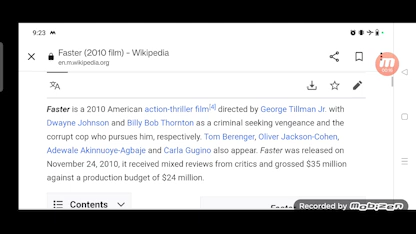 9:23
Faster (2010 film) – Wikipedia
en.m.wikipedia.org
Faster is a 2010 American action-thriller film[4] directed by George Tillman Jr. with
Dwayne Johnson and Billy Bob Thornton as a criminal seeking vengeance and the
corrupt cop who pursues him, respectively. Tom Berenger, Oliver Jackson-Cohen,
Adewale Akinnuoye-Agbaje and Carla Gugino also appear. Faster was released on
November 24, 2010, it received mixed reviews from critics and grossed $35 million
against a production budget of $24 million.
Contents
Faster
Recorded by MOBIZEN